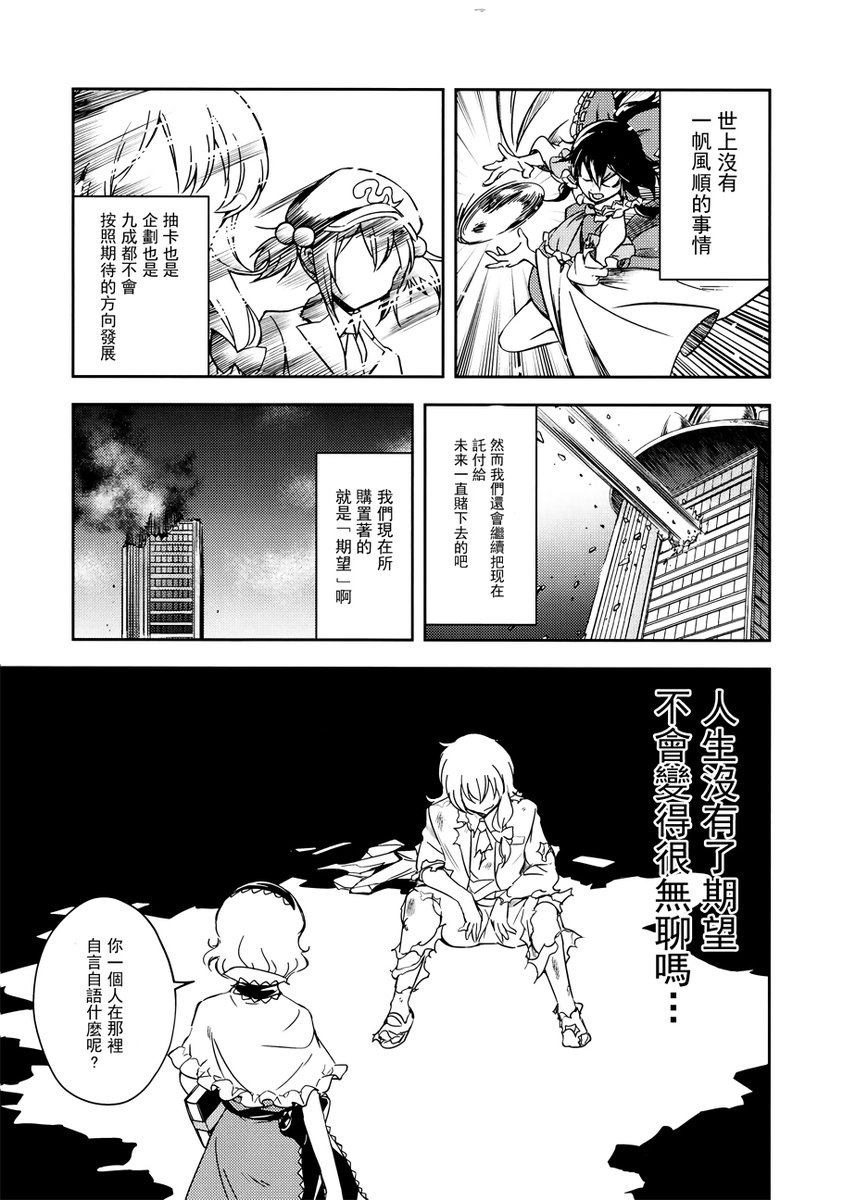 世上沒有
一帆風順的事情
抽卡也是
企劃也是
九成都不會
按照期待的方向發展
然而我們還會繼續把现在
託付給
未来一直賭下去的吧
我們現在所
購置著的
就是「期望」啊
人生沒有了期望
不會變得很無聊嗎…
你一個人在那裡
自言自語什麼呢?